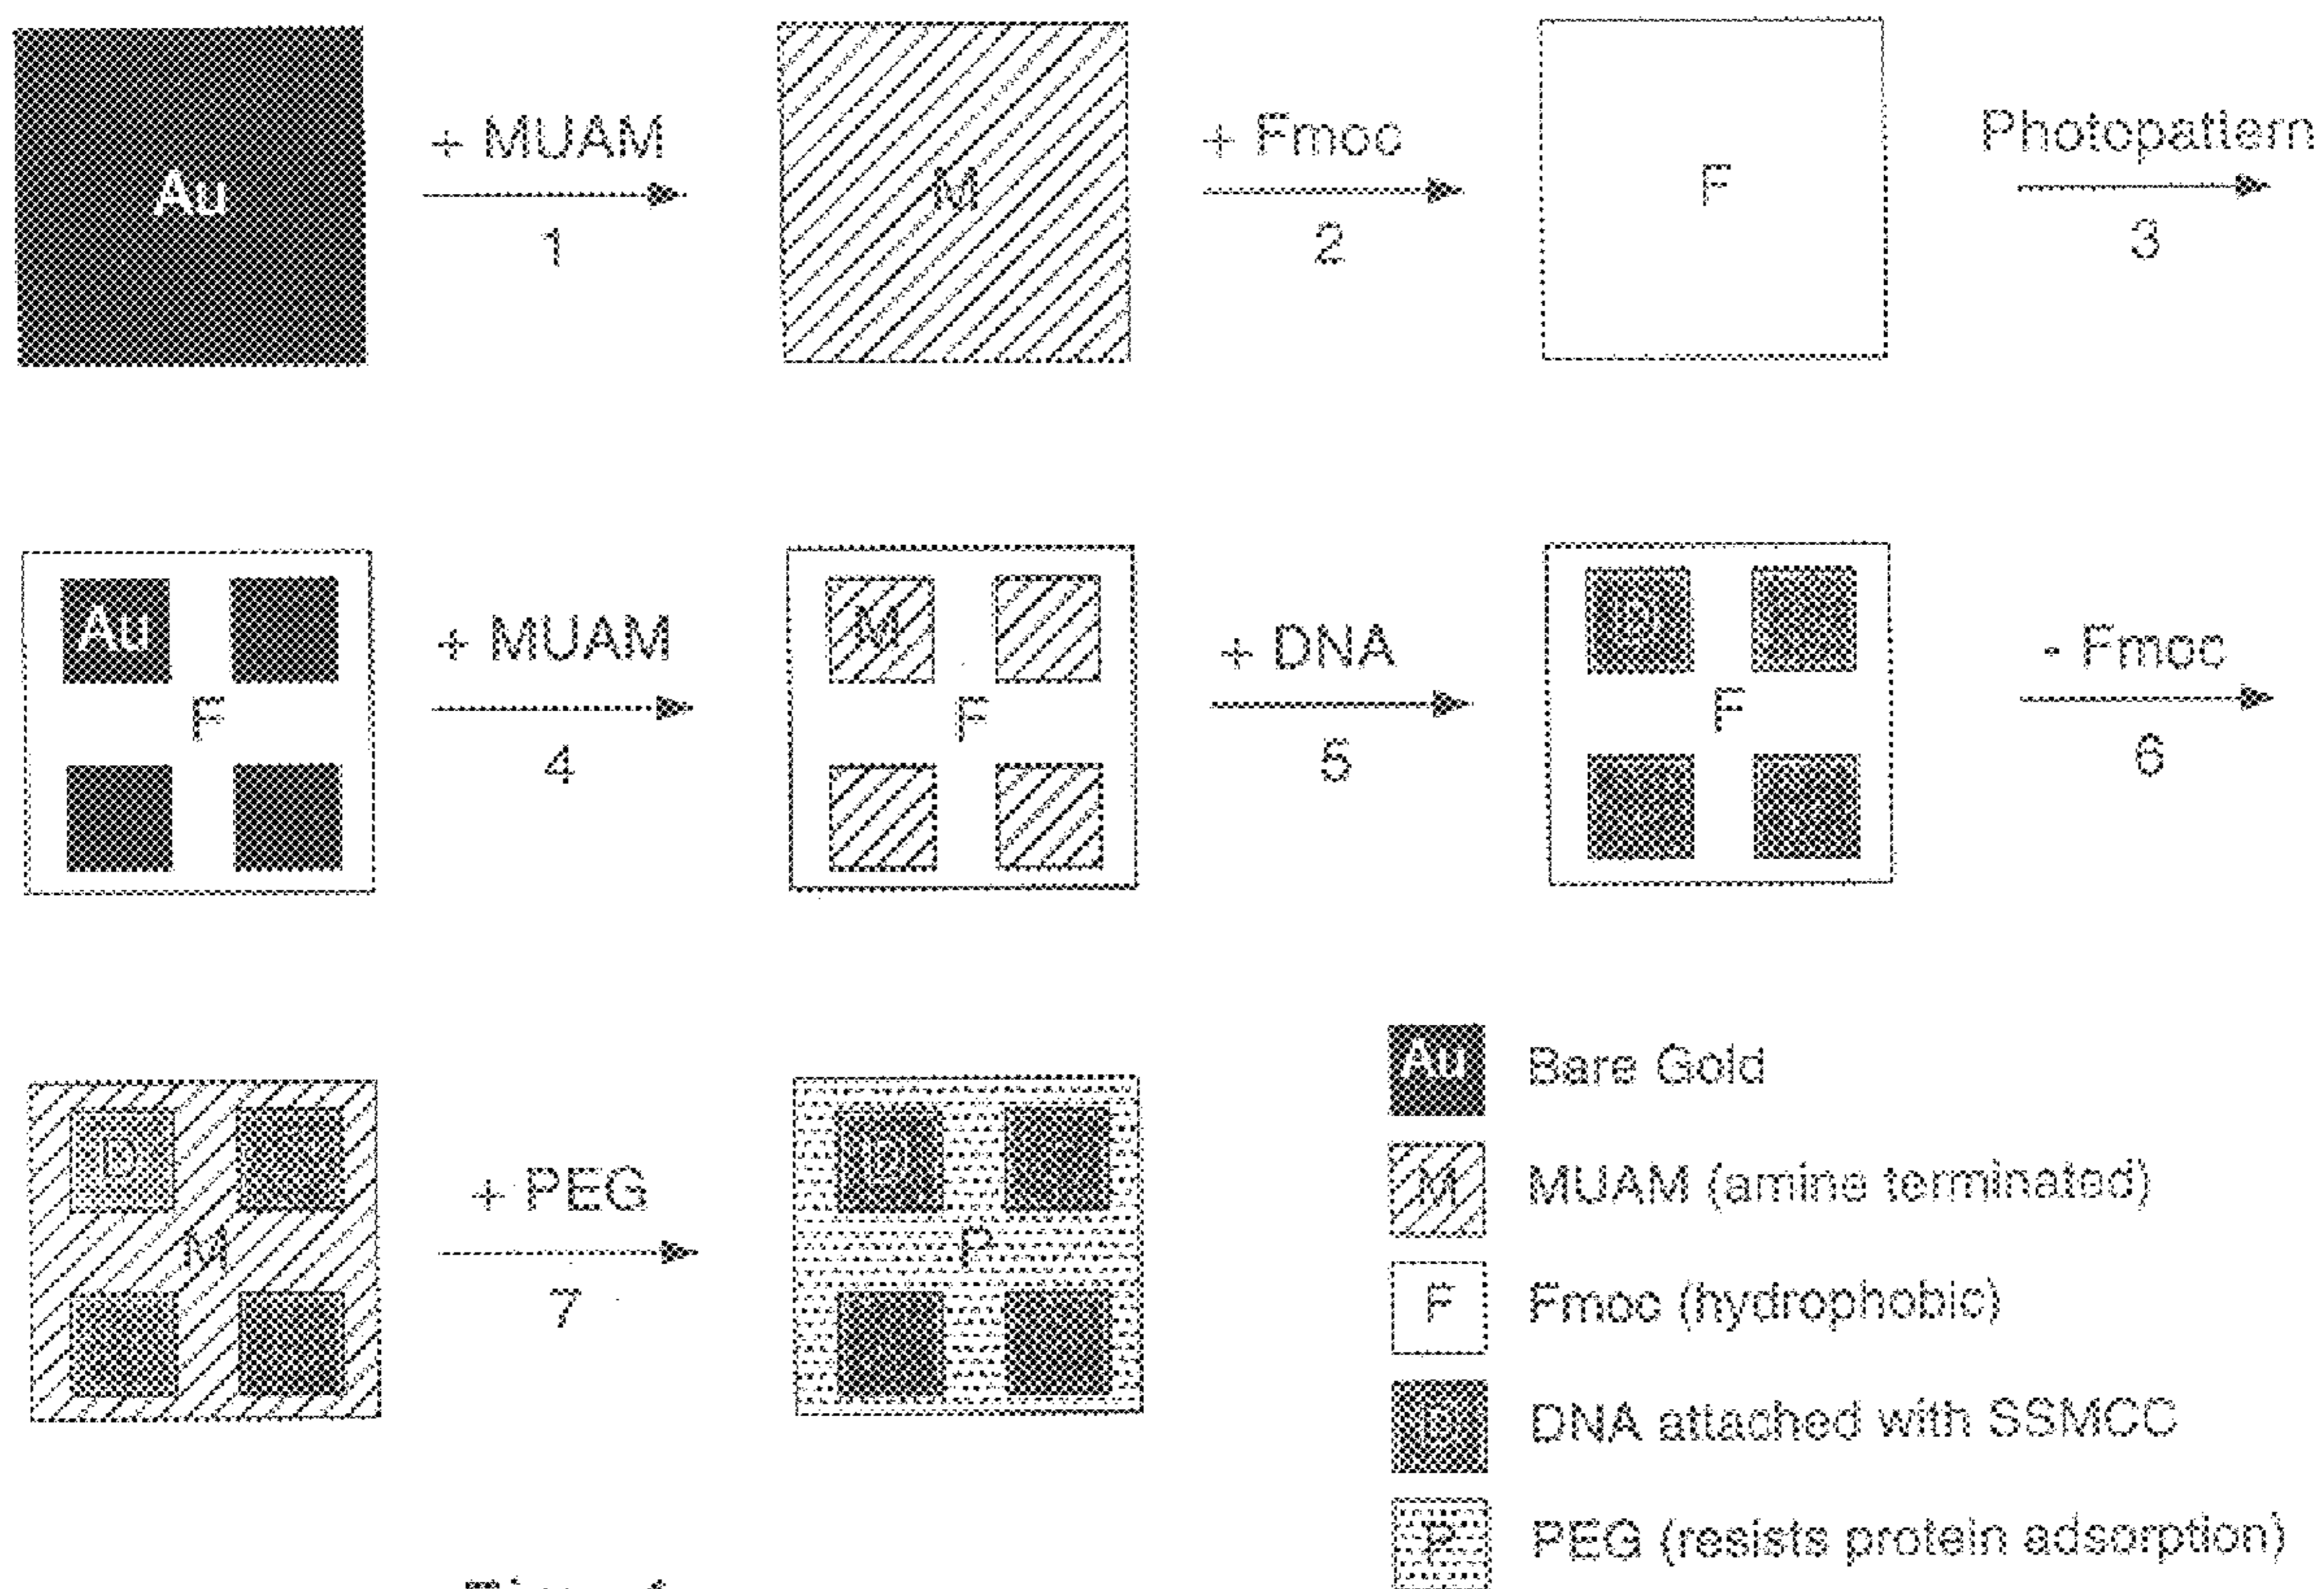 Au
+ MUAM
1
M
+ Fmoc
2
F
Photopattern
3
Au
F
+ MUAM
4
M
F
+ DNA
5
D
F
- Fmoc
6
D
M
+ PEG
7
D
P
Au Bare Gold
M MUAM (amine terminated)
F Fmoc (hydrophobic)
D DNA attached with SSMCC
P PEG (resists protein adsorption)